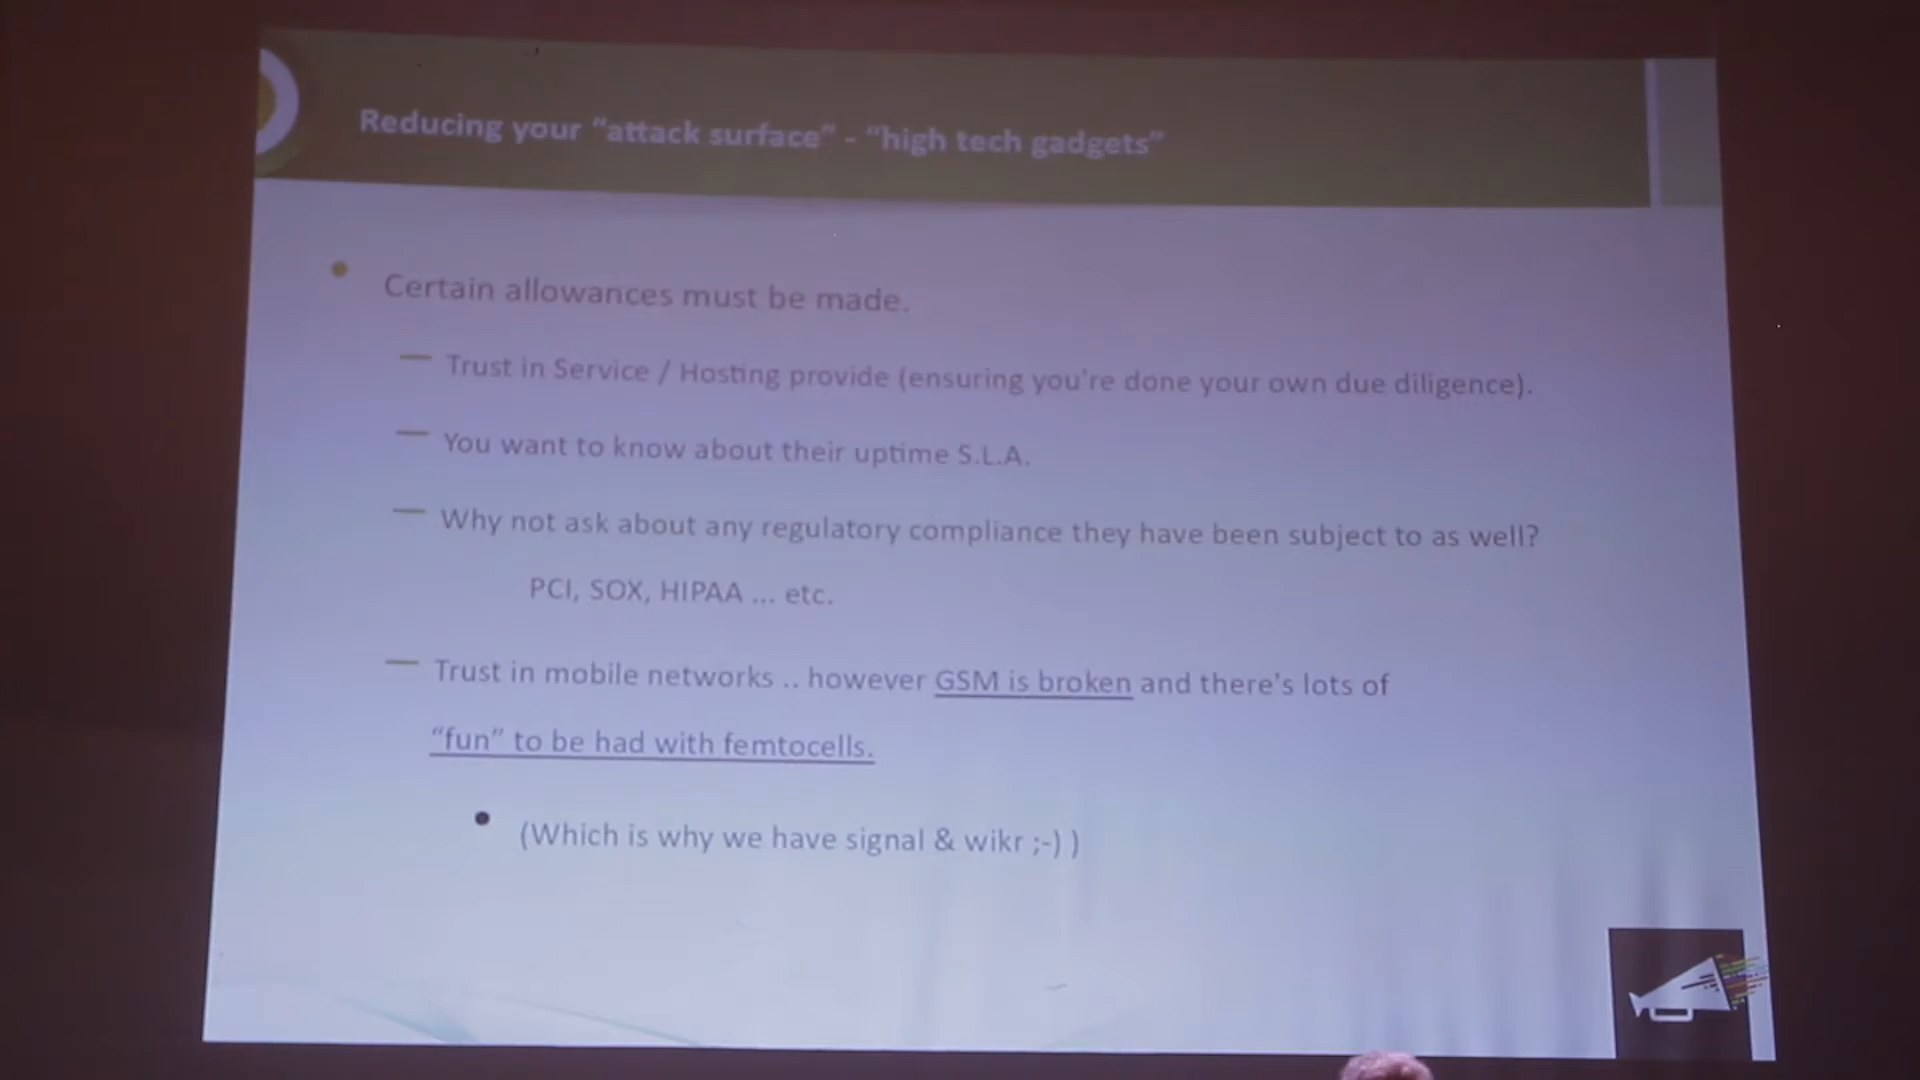 Reducing your “attack surface” - “high tech gadgets”
Certain allowances must be made.
Trust in Service / Hosting provide (ensuring you're done your own due diligence).
You want to know about their uptime S.L.A.
Why not ask about any regulatory compliance they have been subject to as well?
PCI, SOX, HIPAA ... etc.
Trust in mobile networks .. however GSM is broken and there's lots of
“fun” to be had with femtocells.
(Which is why we have signal & wikr ;-) )